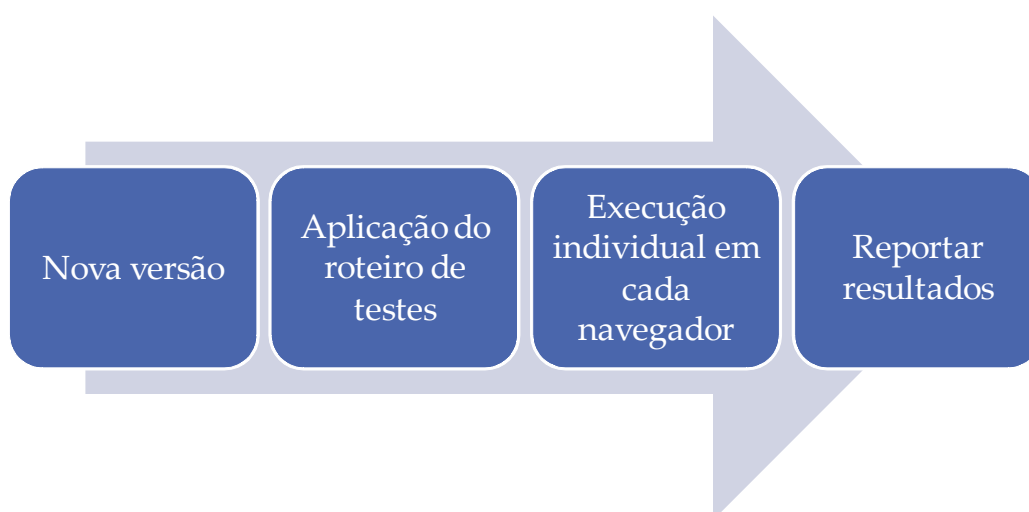 Nova versão
Aplicação do
roteiro de
testes
Execução
individual em
cada
navegador
Reportar
resultados